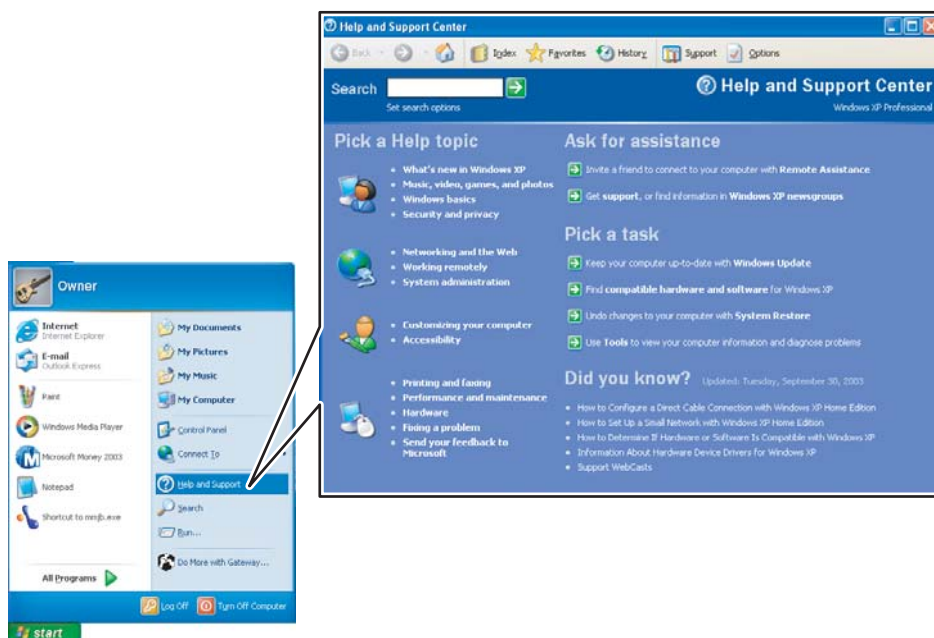 Help and Support Center
Back
Index
Favorites
History
Support
Options
Search
Set search options
Help and Support Center
Windows XP Professional
Pick a Help topic
What's new in Windows XP
Music, video, games, and photos
Windows basics
Security and privacy
Networking and the Web
Working remotely
System administration
Customizing your computer
Accessibility
Printing and faxing
Performance and maintenance
Hardware
Fixing a problem
Send your feedback to
Microsoft
Ask for assistance
Invite a friend to connect to your computer with Remote Assistance
Get support, or find information in Windows XP newsgroups
Pick a task
Keep your computer up-to-date with Windows Update
Find compatible hardware and software for Windows XP
Undo changes to your computer with System Restore
Use Tools to view your computer information and diagnose problems
Did you know? Updated: Tuesday, September 30, 2003
How to Configure a Direct Cable Connection with Windows XP Home Edition
How to Set Up a Small Network with Windows XP Home Edition
How to Determine If Hardware or Software Is Compatible with Windows XP
Information About Hardware Device Drivers for Windows XP
Support WebCasts
Owner
Internet
Internet Explorer
E-mail
Outlook Express
Paint
Windows Media Player
Microsoft Money 2003
Notepad
Shortcut to mmjb.exe
All Programs
My Documents
My Pictures
My Music
My Computer
Control Panel
Connect To
Help and Support
Search
Run...
Do More with Gateway...
Log Off
Turn Off Computer
start